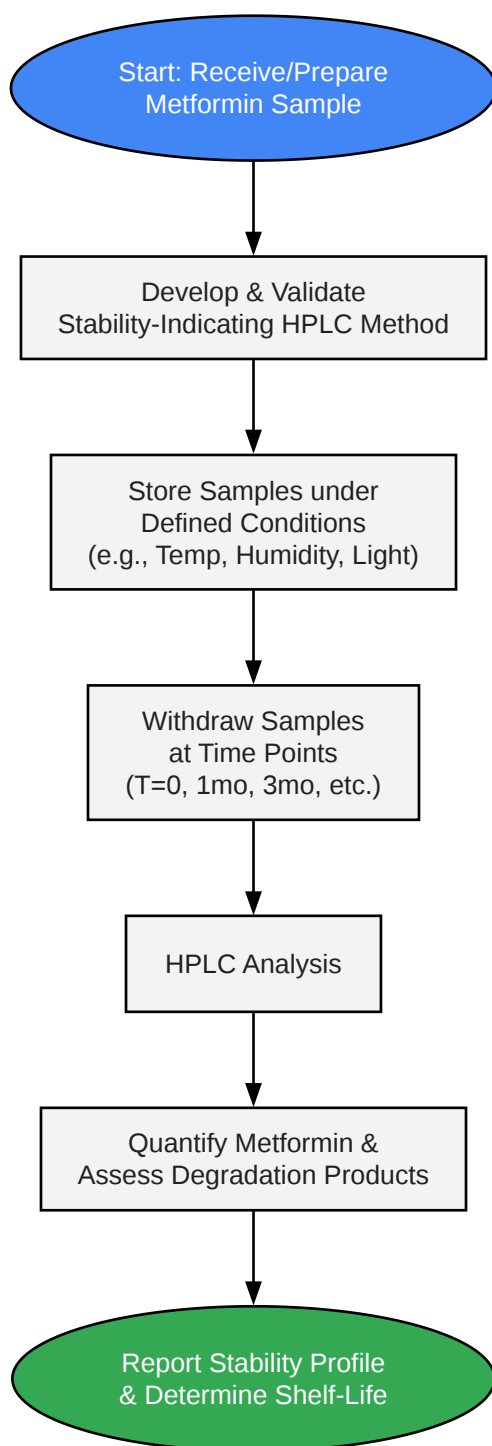 Start: Receive/Prepare
Metformin Sample
Develop & Validate
Stability-Indicating HPLC Method
Store Samples under
Defined Conditions
(e.g., Temp, Humidity, Light)
Withdraw Samples
at Time Points
(T=0, 1mo, 3mo, etc.)
HPLC Analysis
Quantify Metformin &
Assess Degradation Products
Report Stability Profile
& Determine Shelf-Life